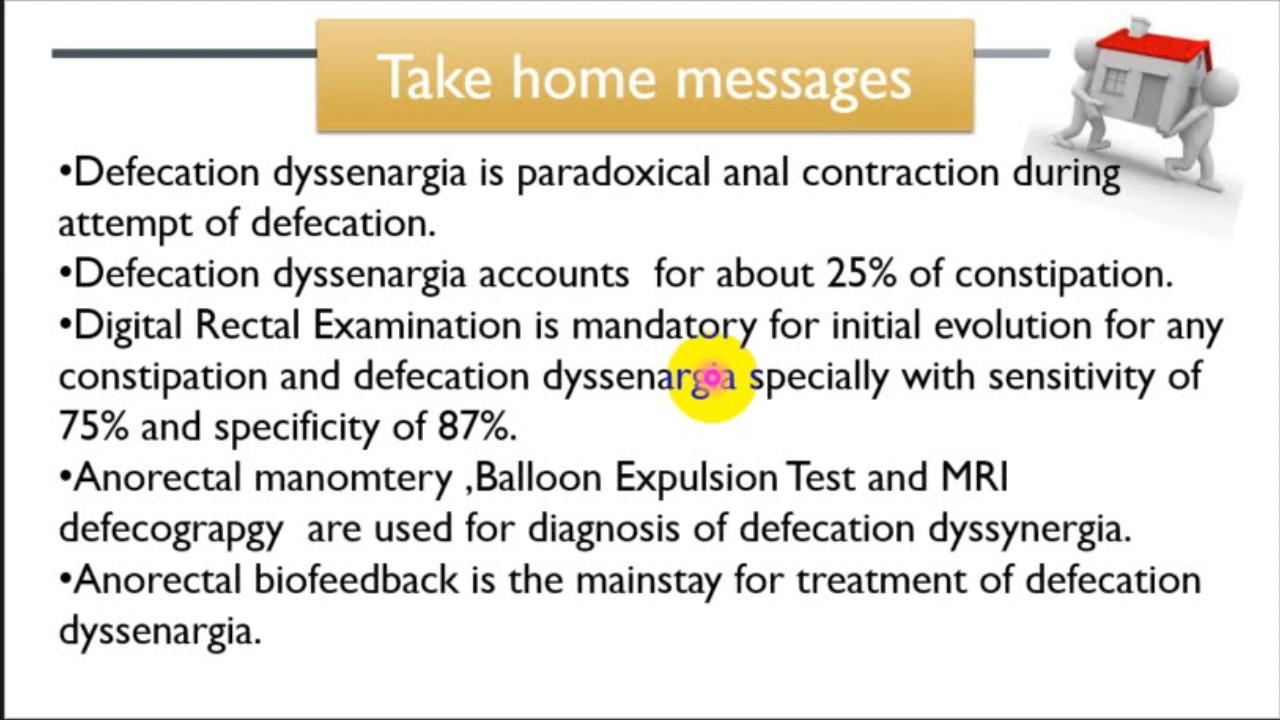 Take home messages
•Defecation dyssenargia is paradoxical anal contraction during
attempt of defecation.
•Defecation dyssenargia accounts  for about 25% of constipation.
•Digital Rectal Examination is mandatory for initial evolution for any
constipation and defecation dyssenargia specially with sensitivity of
75% and specificity of 87%.
•Anorectal manomtery ,Balloon Expulsion Test and MRI
defecograpgy  are used for diagnosis of defecation dyssynergia.
•Anorectal biofeedback is the mainstay for treatment of defecation
dyssenargia.